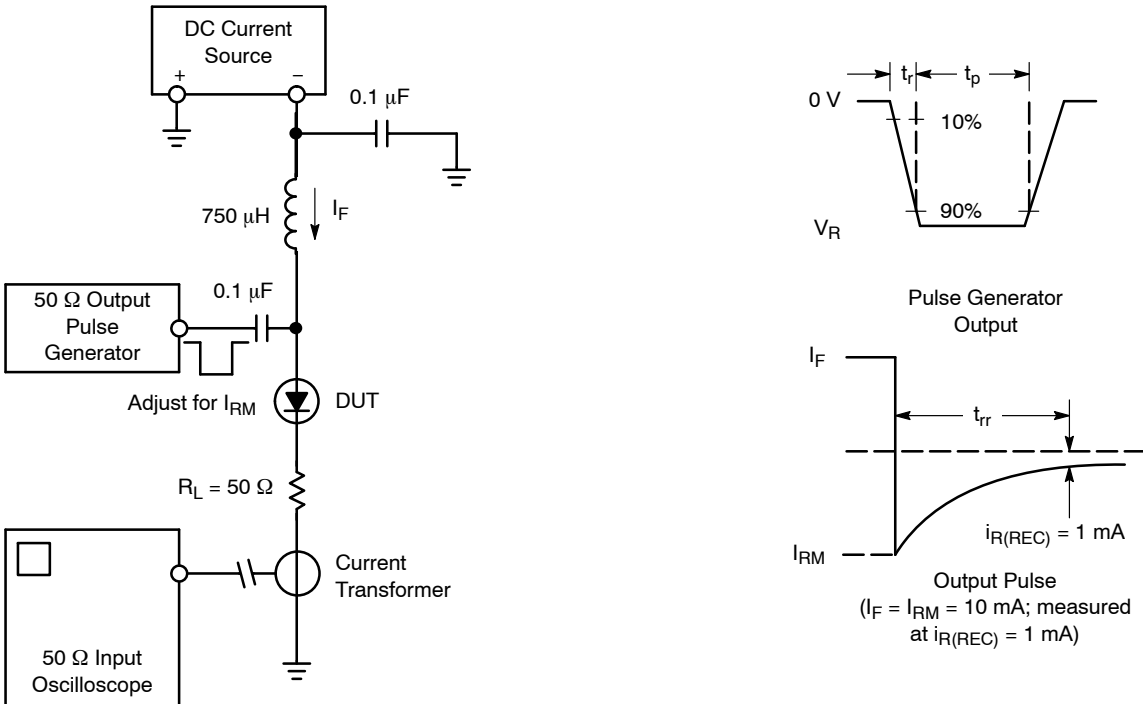 DC Current
Source
+
−
0.1 μF
750 μH
I_F
50 Ω Output
Pulse
Generator
0.1 μF
Adjust for I_RM
DUT
R_L = 50 Ω
Current
Transformer
50 Ω Input
Oscilloscope
t_r
t_p
0 V
10%
90%
V_R
Pulse Generator
Output
I_F
t_rr
i_R(REC) = 1 mA
I_RM
Output Pulse
(I_F = I_RM = 10 mA; measured
at i_R(REC) = 1 mA)